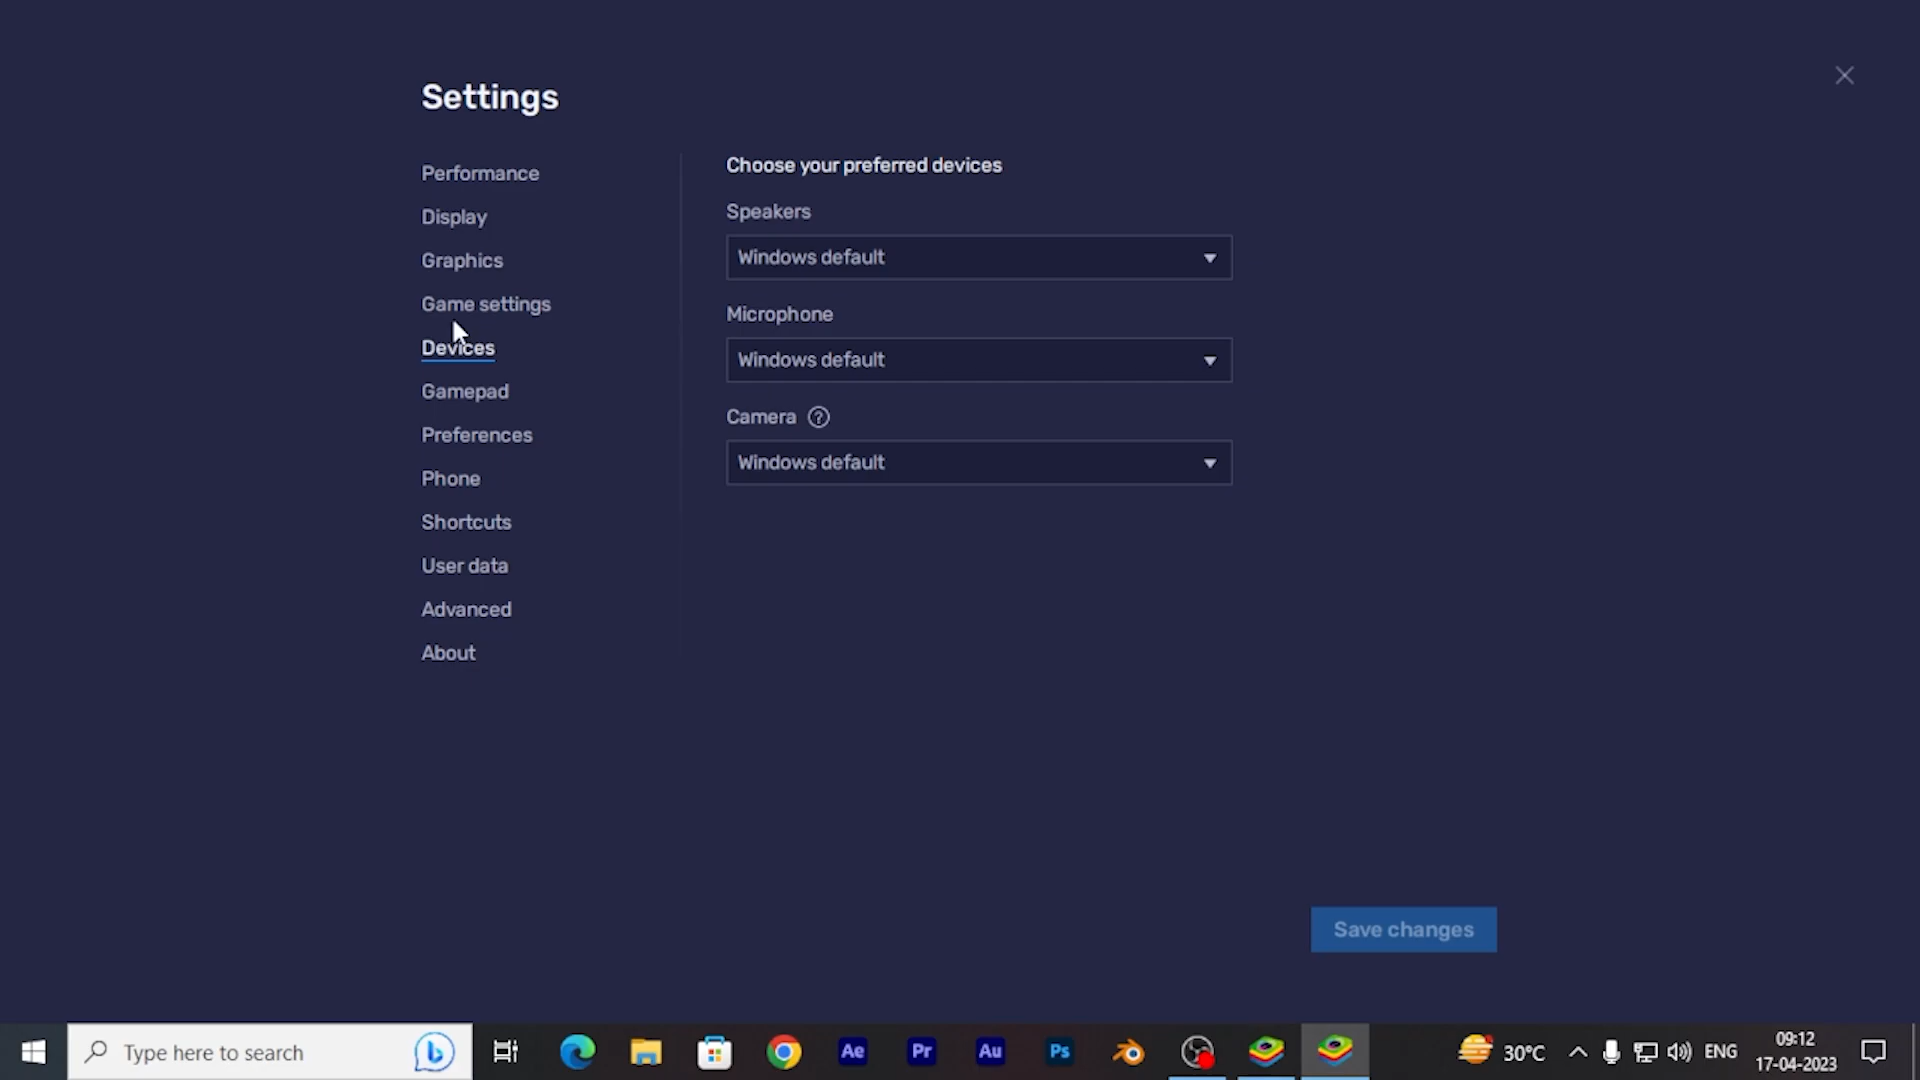 Settings
Performance
Display
Graphics
Game settings
Devices
Gamepad
Preferences
Phone
Shortcuts
User data
Advanced
About
Choose your preferred devices
Speakers
Windows default
Microphone
Windows default
Camera ?
Windows default
Save changes
Type here to search
b
Ae
Pr
Au
Ps
30°C
ENG
09:12
17-04-2023